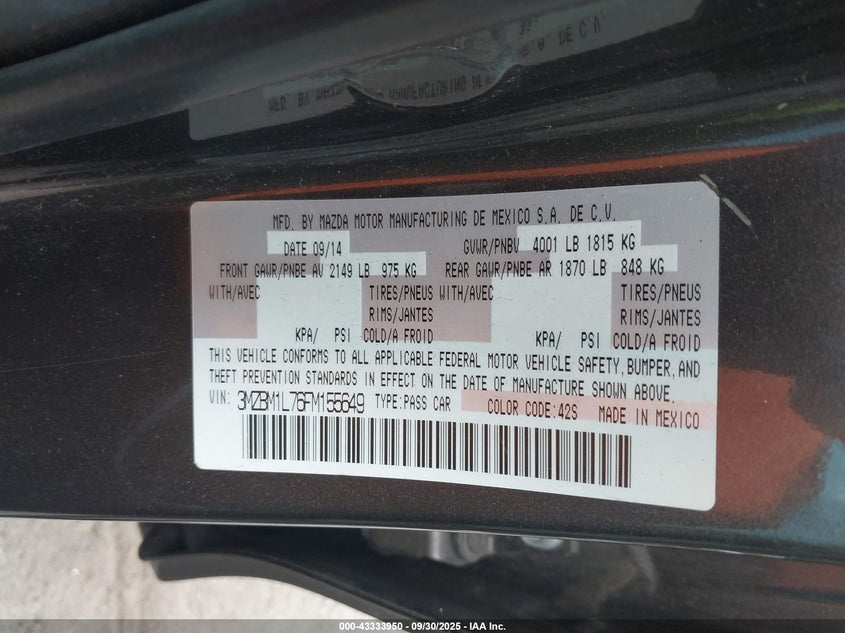 MFD. BY MAZDA MOTOR MANUFACTURING DE MEXICO S.A. DE C.V.
DATE 09/14 GVWR/PNBV 4001 LB 1815 KG
FRONT GAWR/PNBE AV 2149 LB 975 KG REAR GAWR/PNBE AR 1870 LB 848 KG
WITH/AVEC TIRES/PNEUS WITH/AVEC TIRES/PNEUS
RIMS/JANTES RIMS/JANTES
KPA/ PSI COLD/A FROID KPA/ PSI COLD/A FROID
THIS VEHICLE CONFORMS TO ALL APPLICABLE FEDERAL MOTOR VEHICLE SAFETY, BUMPER, AND
THEFT PREVENTION STANDARDS IN EFFECT ON THE DATE OF MANUFACTURE SHOWN ABOVE.
VIN: 3MZBM1L76FM155649 TYPE:PASS CAR COLOR CODE:42S MADE IN MEXICO
000-43333950 - 09/30/2025 - IAA Inc.